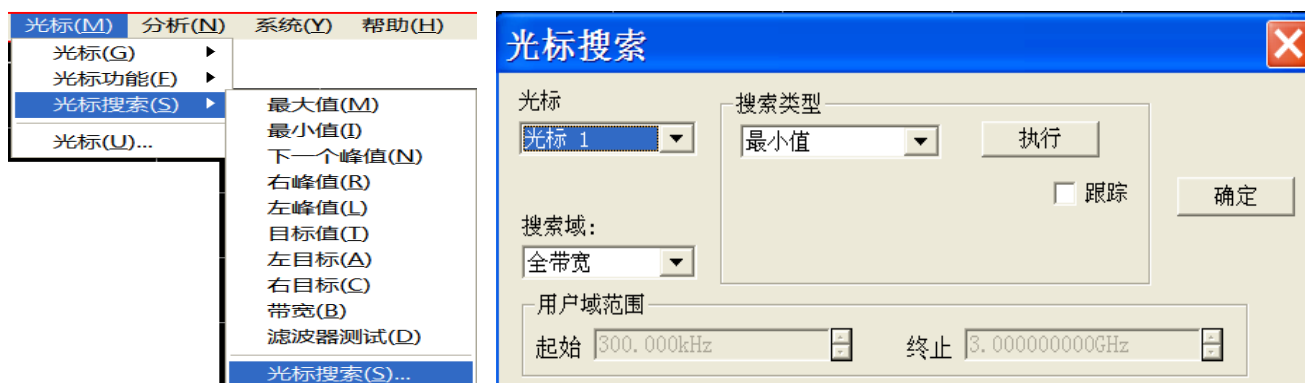 光标(M) 分析(N) 系统(Y) 帮助(H)
光标(G)
光标功能(F)
光标搜索(S)
光标(U)...
最大值(M)
最小值(I)
下一个峰值(N)
右峰值(R)
左峰值(L)
目标值(T)
左目标(A)
右目标(C)
带宽(B)
滤波器测试(D)
光标搜索(S)...
光标搜索
光标
光标 1
搜索类型
最小值
执行
跟踪
确定
搜索域:
全带宽
用户域范围
起始 300.000kHz 终止 3.000000000GHz